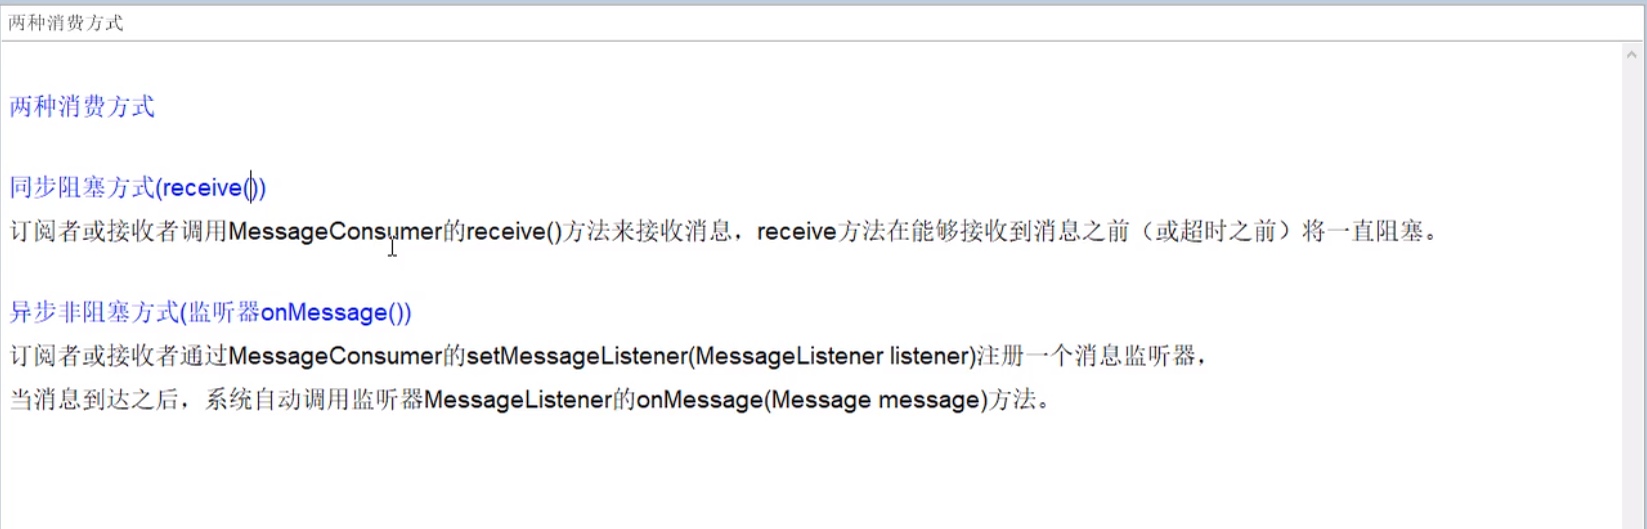 两种消费方式
两种消费方式
同步阻塞方式(receive())
订阅者或接收者调用MessageConsumer的receive()方法来接收消息，receive方法在能够接收到消息之前（或超时之前）将一直阻塞。
异步非阻塞方式(监听器onMessage())
订阅者或接收者通过MessageConsumer的setMessageListener(MessageListener listener)注册一个消息监听器，
当消息到达之后，系统自动调用监听器MessageListener的onMessage(Message message)方法。